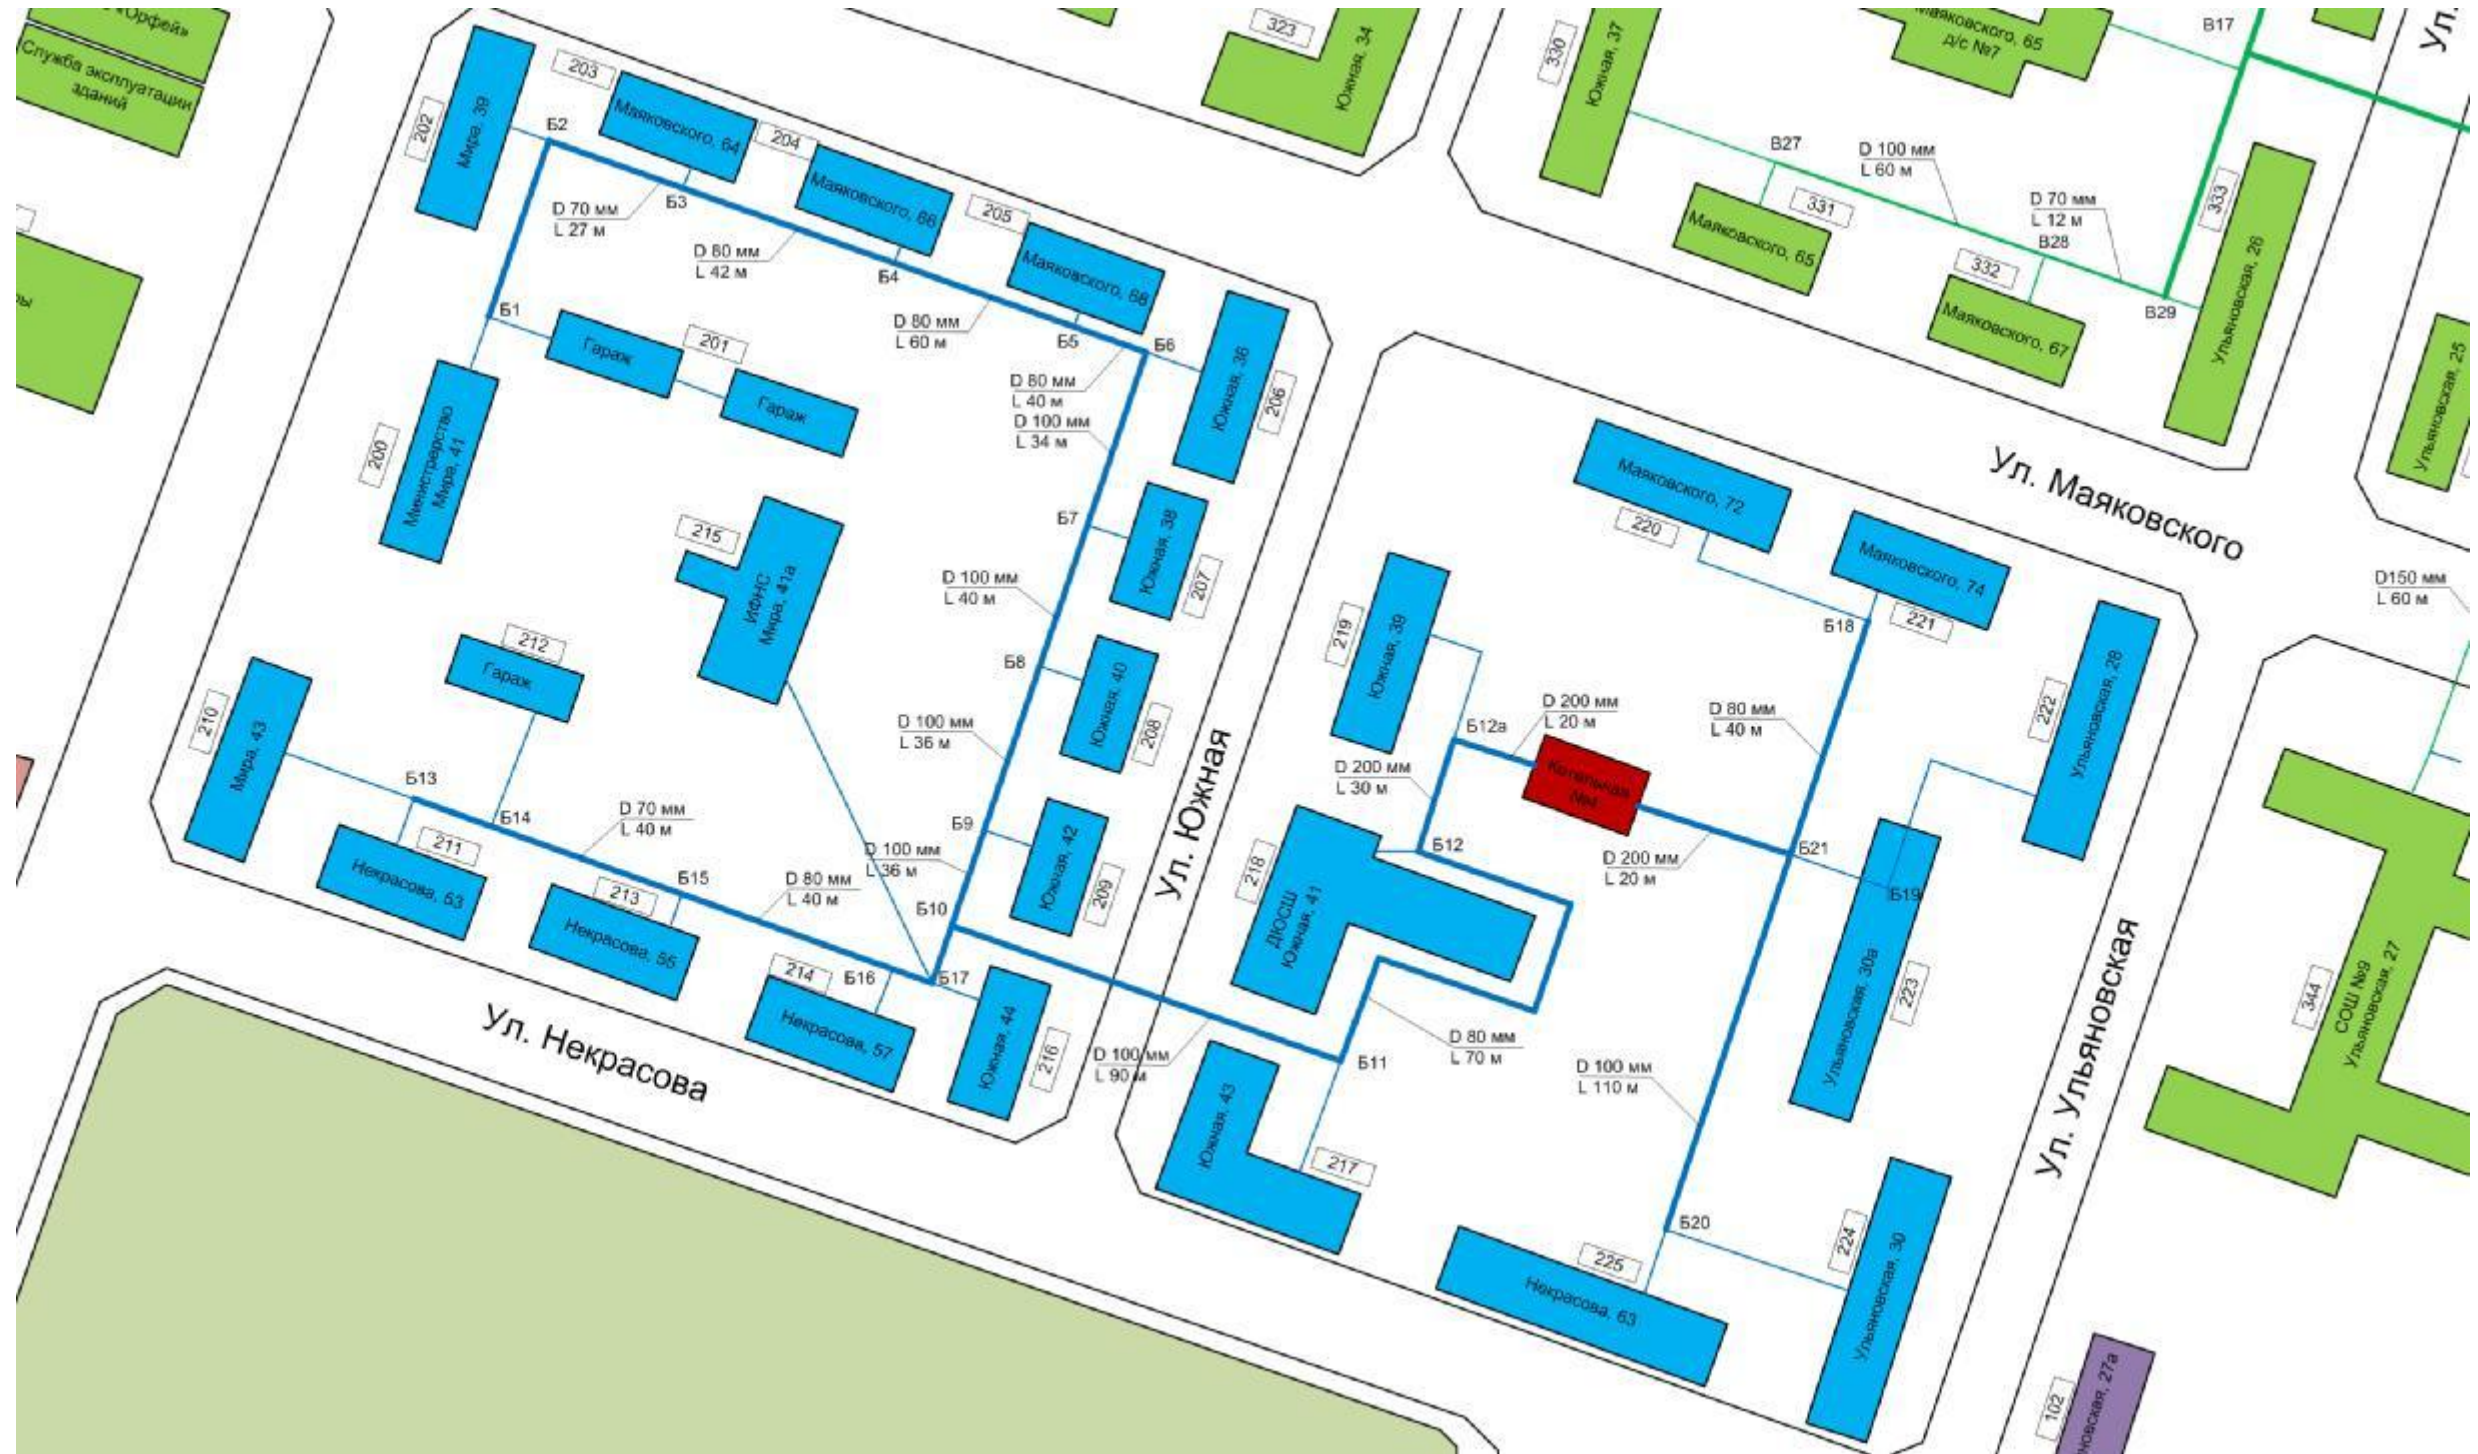 «Орфей»
Служба эксплуатации
зданий
202
Мира, 39
203
Маяковского, 64
204
Маяковского, 66
205
Маяковского, 68
323
Южная, 34
330
Южная, 37
Маяковского, 65
д/с №7
В17
Ул.
Б2
D 70 мм
L 27 м
Б3
D 80 мм
L 42 м
Б4
D 80 мм
L 60 м
Б5
Б6
D 80 мм
L 40 м
D 100 мм
L 34 м
Южная, 36
206
В27
D 100 мм
L 60 м
331
Маяковского, 65
D 70 мм
L 12 м
В28
332
Маяковского, 67
В29
333
Ульяновская, 26
Ульяновская, 25
Б1
Гараж
201
Гараж
200
Министрерство
Мира, 41
215
ИФНС
Мира, 41а
Б7
Южная, 38
207
D 100 мм
L 40 м
Б8
Южная, 40
208
D 100 мм
L 36 м
Б9
Южная, 42
209
D 100 мм
L 36 м
Б10
212
Гараж
210
Мира, 43
Б13
Б14
D 70 мм
L 40 м
211
Некрасова, 53
213
Некрасова, 55
Б15
D 80 мм
L 40 м
214
Б16
Некрасова, 57
Б17
Южная, 44
216
Ул. Некрасова
Ул. Южная
Ул. Маяковского
Маяковского, 72
220
Маяковского, 74
221
Б18
219
Южная, 39
Б12а
D 200 мм
L 20 м
D 200 мм
L 30 м
Котельная
№4
D 80 мм
L 40 м
Б12
D 200 мм
L 20 м
Б21
Б19
222
Ульяновская, 28
218
ДЮСШ
Южная, 41
Ульяновская, 30а
223
D 100 мм
L 90 м
Б11
D 80 мм
L 70 м
D 100 мм
L 110 м
Южная, 43
217
Б20
225
Некрасова, 63
224
Ульяновская, 30
Ул. Ульяновская
D150 мм
L 60 м
344
СОШ №9
Ульяновская, 27
102
новская, 27а